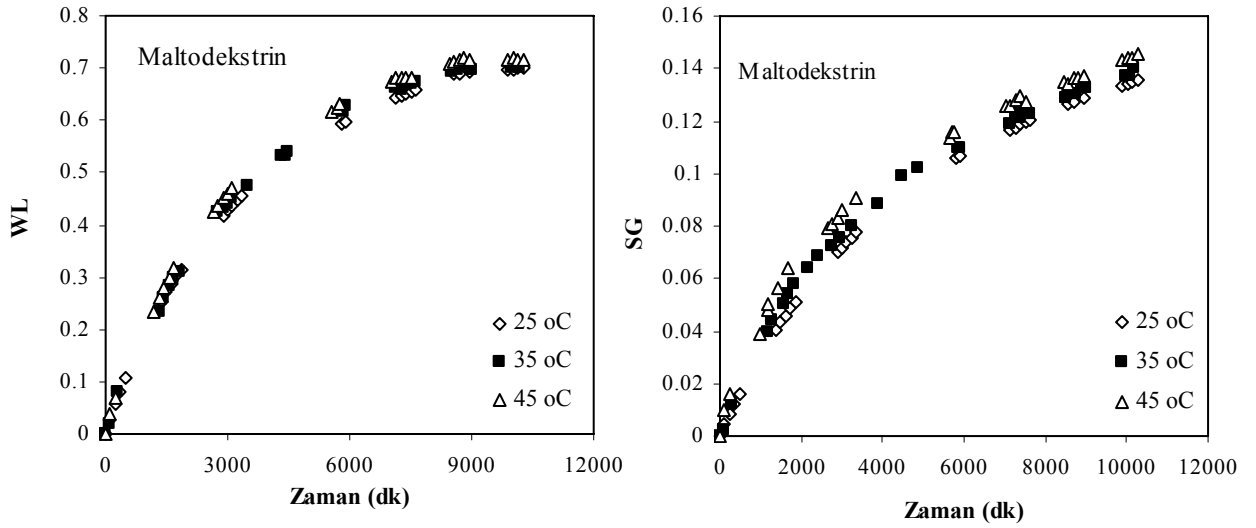 0.8
0.7
0.6
0.5
0.4
0.3
0.2
0.1
0
WL
Maltodekstrin
25 oC
35 oC
45 oC
0 3000 6000 9000 12000
Zaman (dk)
0.16
0.14
0.12
0.1
0.08
0.06
0.04
0.02
0
SG
Maltodekstrin
25 oC
35 oC
45 oC
0 2000 4000 6000 8000 10000 12000
Zaman (dk)